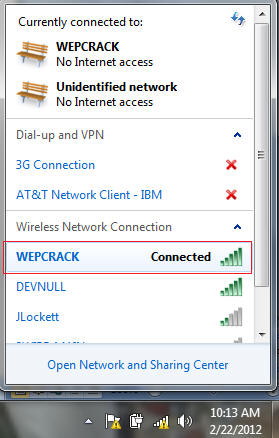 Currently connected to:
WEPCRACK
No Internet access
Unidentified network
No Internet access
Dial-up and VPN
3G Connection
AT&T Network Client - IBM
Wireless Network Connection
WEPCRACK Connected
DEVNULL
JLockett
Open Network and Sharing Center
10:13 AM
2/22/2012